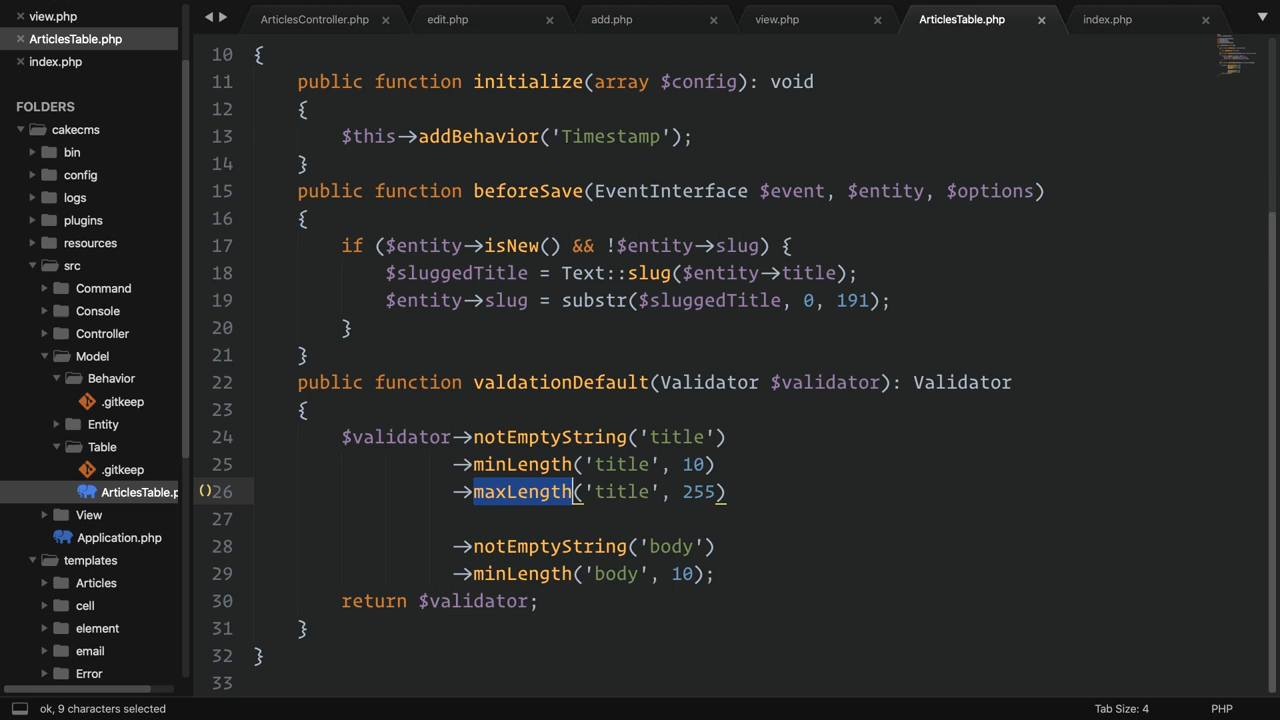 view.php
ArticlesTable.php
index.php
FOLDERS
cakecms
bin
config
logs
plugins
resources
src
Command
Console
Controller
Model
Behavior
.gitkeep
Entity
Table
.gitkeep
ArticlesTable.p
View
Application.php
templates
Articles
cell
element
email
Error
ArticlesController.php
edit.php
add.php
view.php
ArticlesTable.php
index.php
10 {
11 public function initialize(array $config): void
12 {
13 $this->addBehavior('Timestamp');
14 }
15 public function beforeSave(EventInterface $event, $entity, $options)
16 {
17 if ($entity->isNew() && !$entity->slug) {
18 $sluggedTitle = Text::slug($entity->title);
19 $entity->slug = substr($sluggedTitle, 0, 191);
20 }
21 }
22 public function valdationDefault(Validator $validator): Validator
23 {
24 $validator->notEmptyString('title')
25 ->minLength('title', 10)
()26 ->maxLength('title', 255)
27
28 ->notEmptyString('body')
29 ->minLength('body', 10);
30 return $validator;
31 }
32 }
33
ok, 9 characters selected
Tab Size: 4
PHP